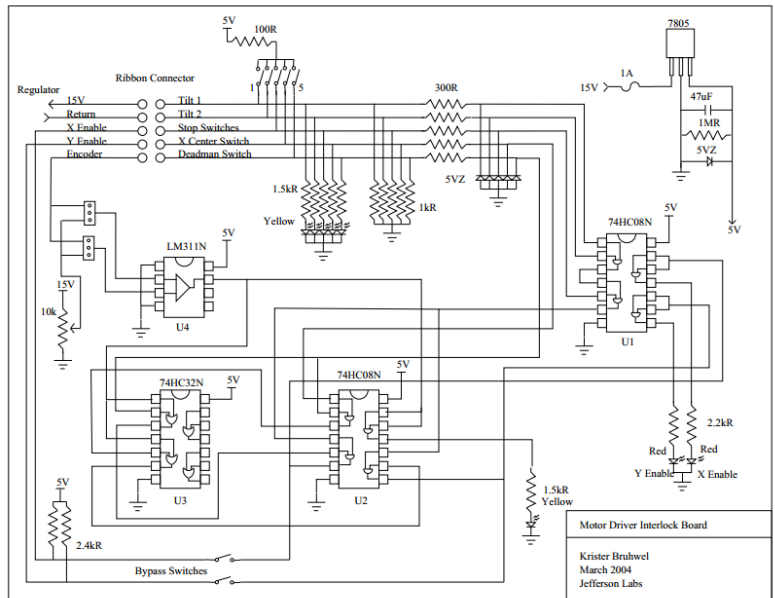 5V
100R
7805
1
5
Ribbon Connector
Regulator
15V
Tilt 1
Return
Tilt 2
X Enable
Stop Switches
Y Enable
X Center Switch
Encoder
Deadman Switch
300R
15V
1A
47uF
1MR
5VZ
5V
1.5kR
Yellow
1kR
5VZ
74HC08N
5V
U1
LM311N
5V
U4
15V
10k
74HC32N
5V
U3
74HC08N
5V
U2
2.2kR
Red
Red
Y Enable
X Enable
1.5kR
Yellow
5V
2.4kR
Bypass Switches
Motor Driver Interlock Board
Krister Bruhwel
March 2004
Jefferson Labs